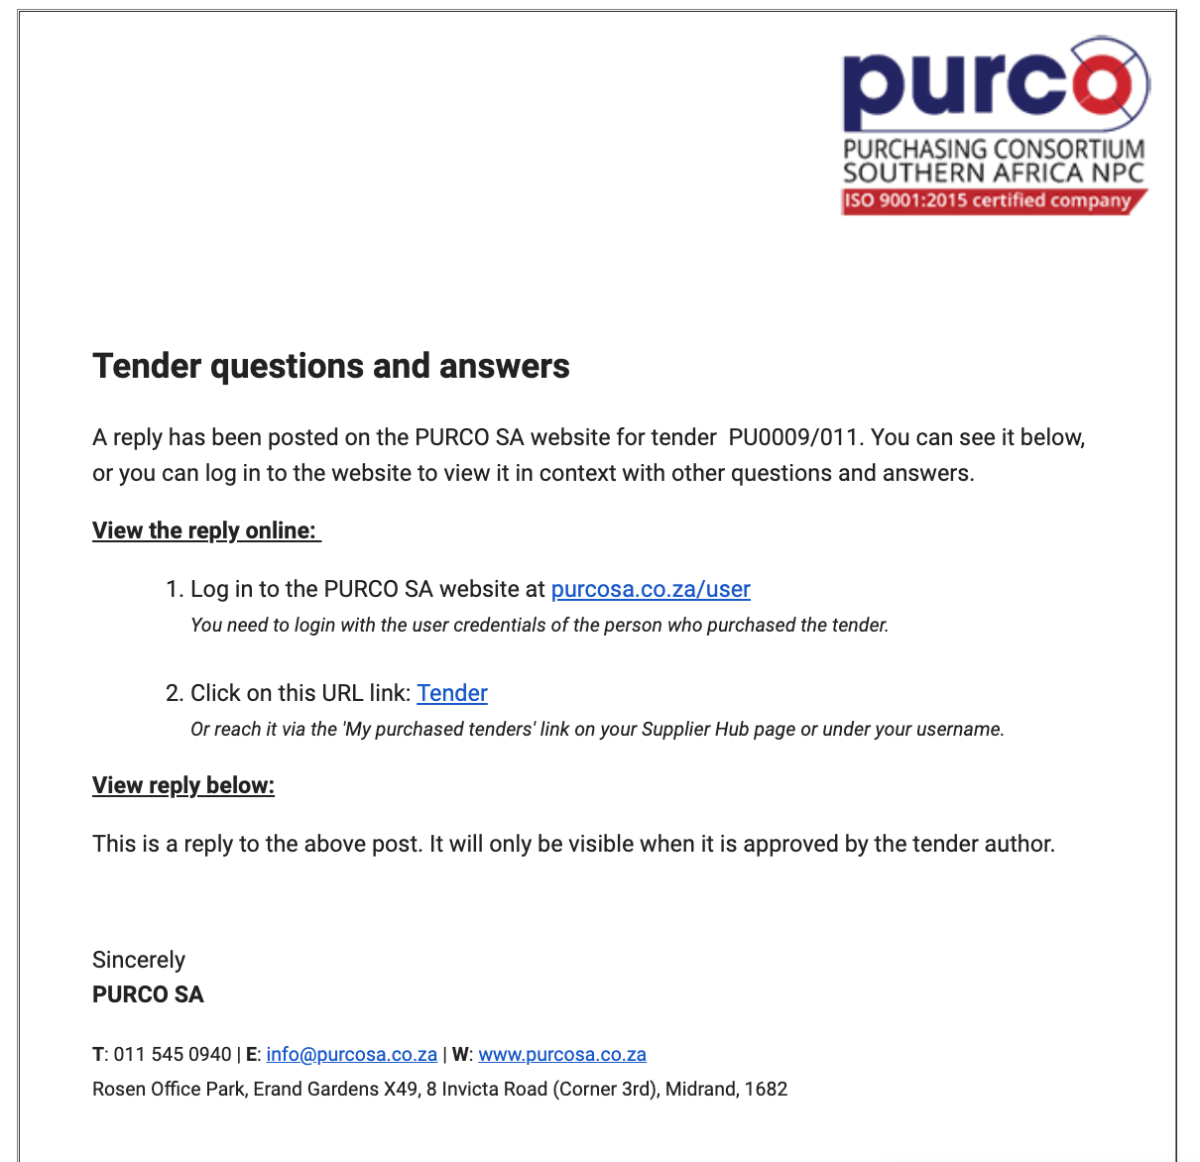 purco
PURCHASING CONSORTIUM
SOUTHERN AFRICA NPC
ISO 9001:2015 certified company
Tender questions and answers
A reply has been posted on the PURCO SA website for tender  PU0009/011. You can see it below,
or you can log in to the website to view it in context with other questions and answers.
View the reply online:
1. Log in to the PURCO SA website at purcosa.co.za/user
You need to login with the user credentials of the person who purchased the tender.
2. Click on this URL link: Tender
Or reach it via the 'My purchased tenders' link on your Supplier Hub page or under your username.
View reply below:
This is a reply to the above post. It will only be visible when it is approved by the tender author.
Sincerely
PURCO SA
T: 011 545 0940 | E: info@purcosa.co.za | W: www.purcosa.co.za
Rosen Office Park, Erand Gardens X49, 8 Invicta Road (Corner 3rd), Midrand, 1682